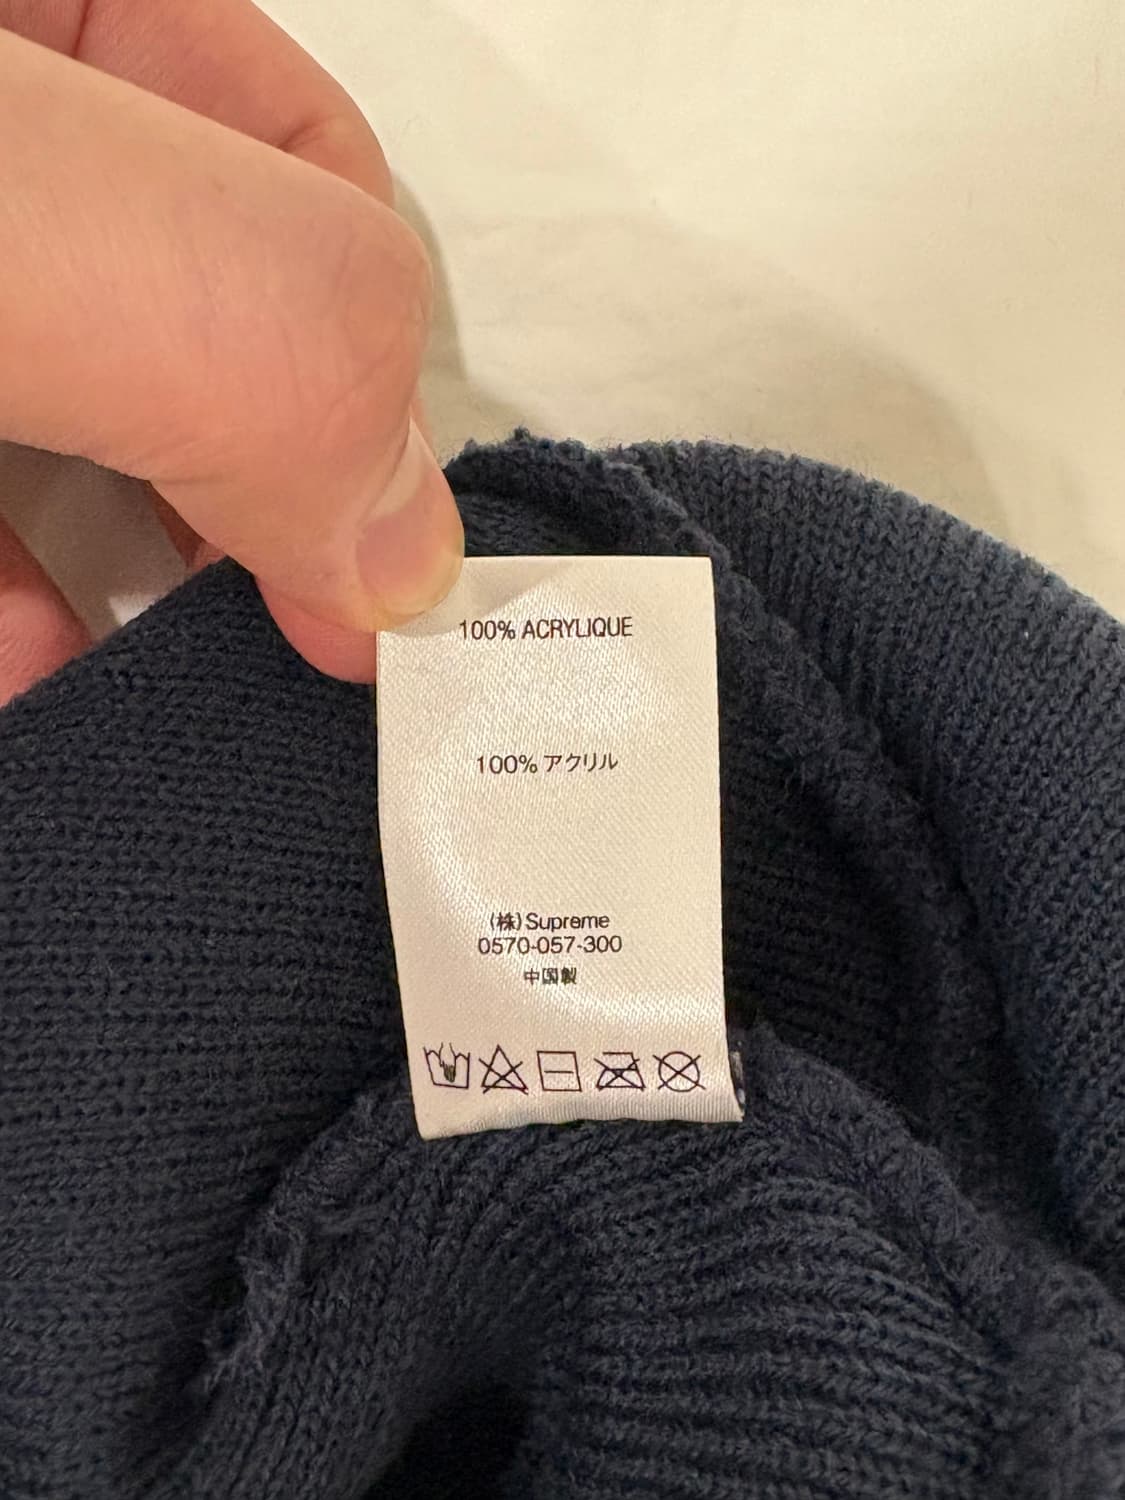 100% ACRYLIQUE
100% アクリル
(株)Supreme
0570-057-300
中国製